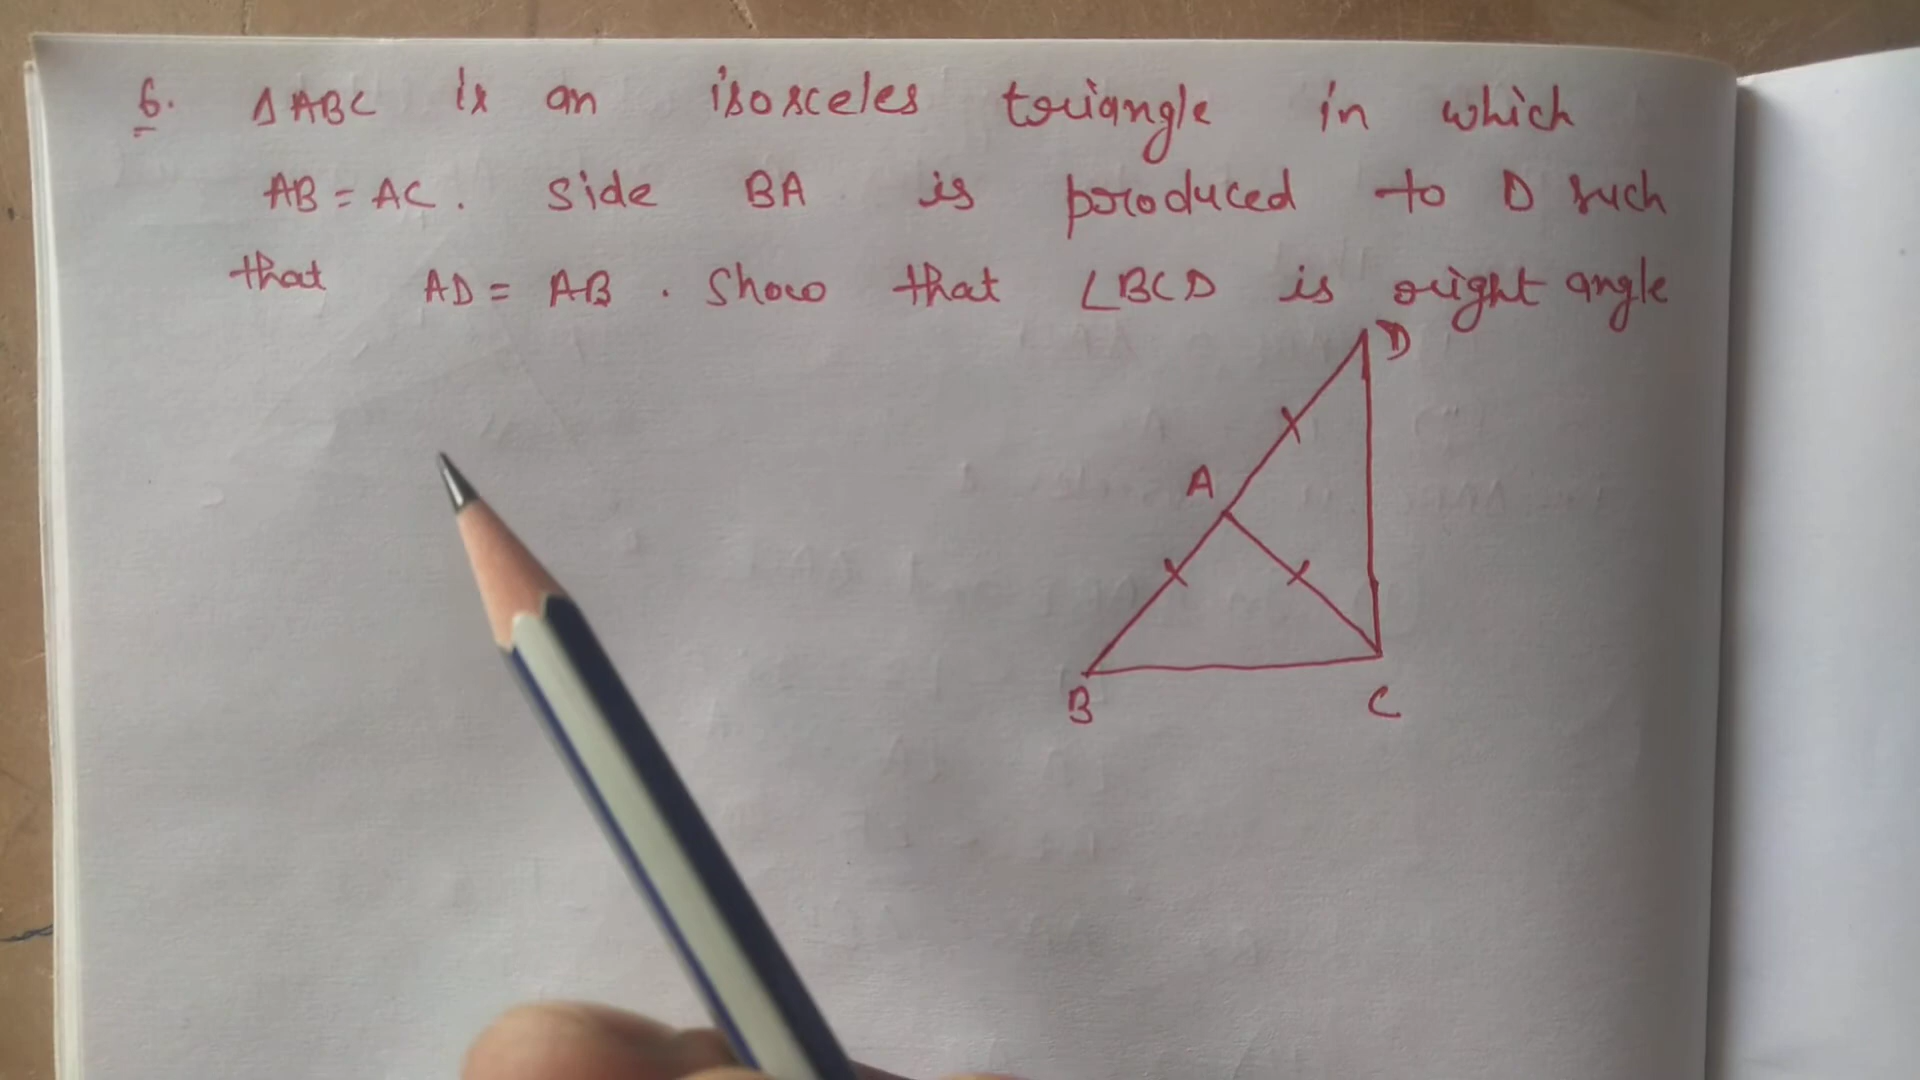 6. ΔABC is an isosceles triangle in which
AB = AC. Side BA is produced to D such
that AD = AB. Show that ∠BCD is right angle
D
A
B C